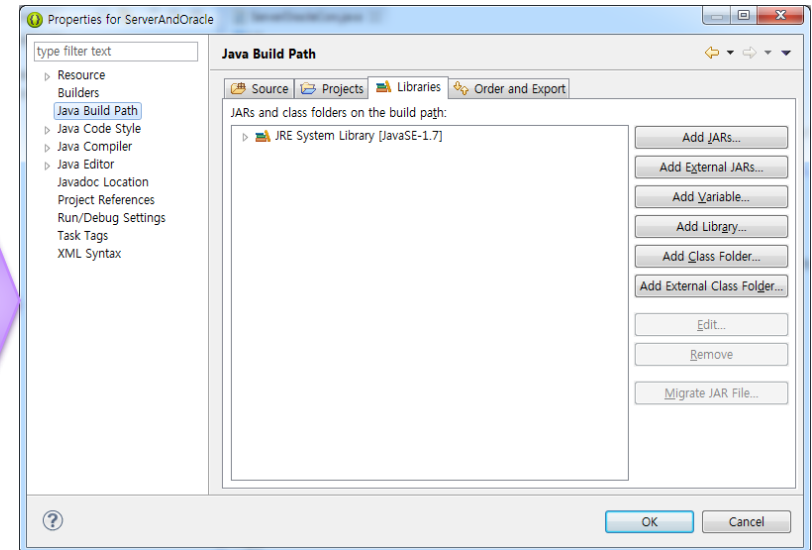 Properties for ServerAndOracle
type filter text
Resource
Builders
Java Build Path
Java Code Style
Java Compiler
Java Editor
Javadoc Location
Project References
Run/Debug Settings
Task Tags
XML Syntax
Java Build Path
Source Projects Libraries Order and Export
JARs and class folders on the build path:
JRE System Library [JavaSE-1.7]
Add JARs...
Add External JARs...
Add Variable...
Add Library...
Add Class Folder...
Add External Class Folder...
Edit...
Remove
Migrate JAR File...
OK Cancel